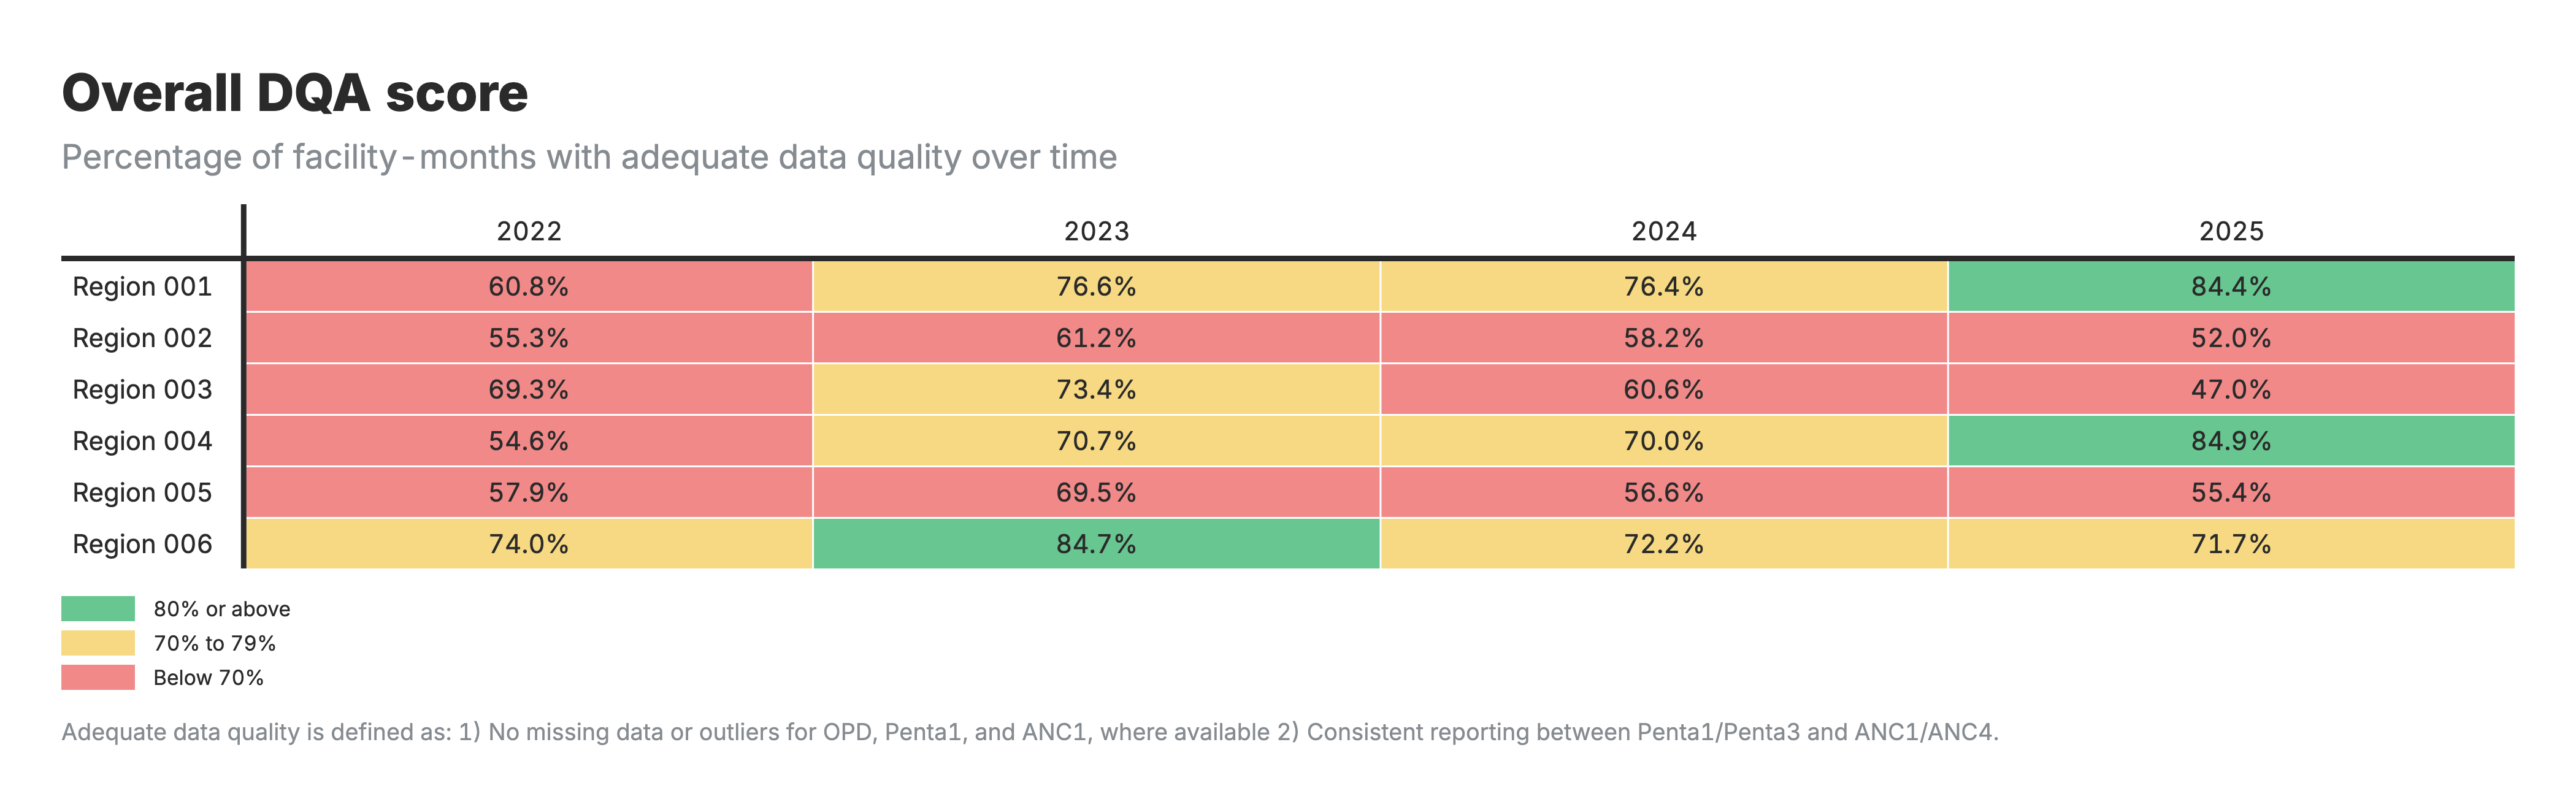 Overall DQA score
Percentage of facility-months with adequate data quality over time
2022 2023 2024 2025
Region 001 60.8% 76.6% 76.4% 84.4%
Region 002 55.3% 61.2% 58.2% 52.0%
Region 003 69.3% 73.4% 60.6% 47.0%
Region 004 54.6% 70.7% 70.0% 84.9%
Region 005 57.9% 69.5% 56.6% 55.4%
Region 006 74.0% 84.7% 72.2% 71.7%
80% or above
70% to 79%
Below 70%
Adequate data quality is defined as: 1) No missing data or outliers for OPD, Penta1, and ANC1, where available 2) Consistent reporting between Penta1/Penta3 and ANC1/ANC4.